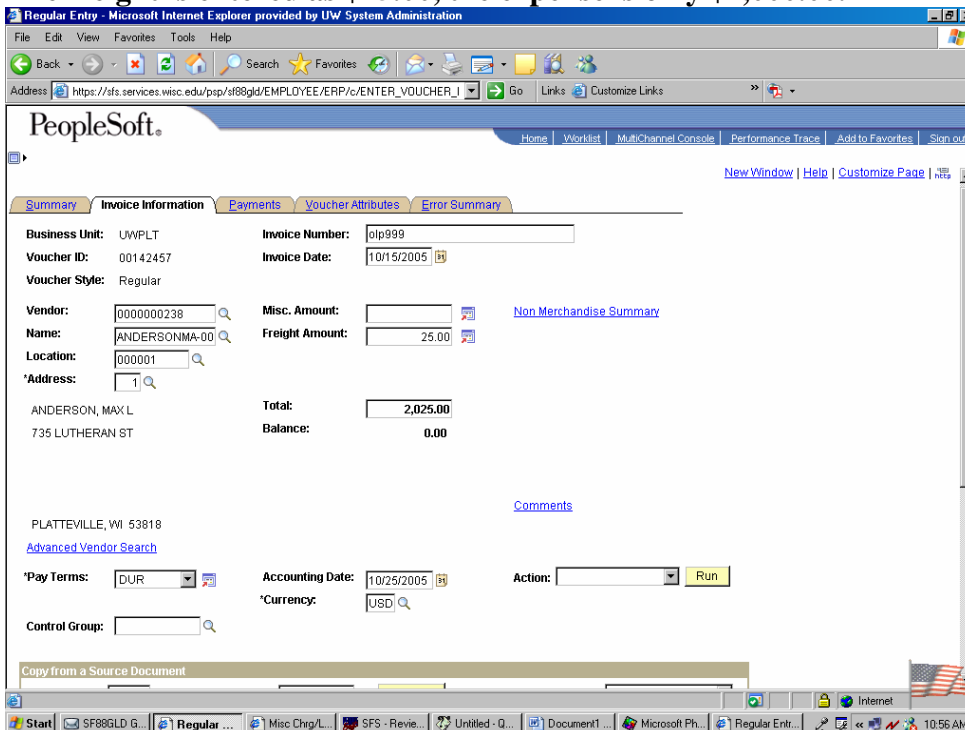 Regular Entry - Microsoft Internet Explorer provided by UW System Administration
File Edit View Favorites Tools Help
Back Search Favorites
Address https://sfs.services.wisc.edu/psp/sf88gld/EMPLOYEE/ERP/c/ENTER_VOUCHER_I Go Links Customize Links »
PeopleSoft®
Home Worklist MultiChannel Console Performance Trace Add to Favorites Sign out
New Window | Help | Customize Page | http
Summary Invoice Information Payments Voucher Attributes Error Summary
Business Unit: UWPLT Invoice Number: olp999
Voucher ID: 00142457 Invoice Date: 10/15/2005 31
Voucher Style: Regular
Vendor: 0000000238 Misc. Amount: Non Merchandise Summary
Name: ANDERSONMA-00 Freight Amount: 25.00
Location: 000001
*Address: 1
ANDERSON, MAX L Total: 2,025.00
735 LUTHERAN ST Balance: 0.00
Comments
PLATTEVILLE, WI 53818
Advanced Vendor Search
*Pay Terms: DUR Accounting Date: 10/25/2005 31 Action: Run
*Currency: USD
Control Group:
Copy from a Source Document
Internet
Start SF88GLD G... Regular ... Misc Chrg/L... SFS - Revie... Untitled - Q... Document1 ... Microsoft Ph... Regular Entr... « 10:56 AM